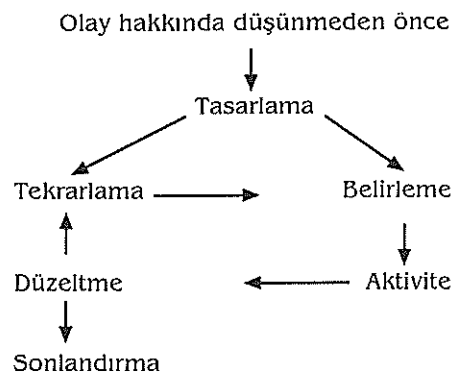 Olay hakkında düşünmeden önce
Tasarlama
Tekrarlama Belirleme
Düzeltme Aktivite
Sonlandırma